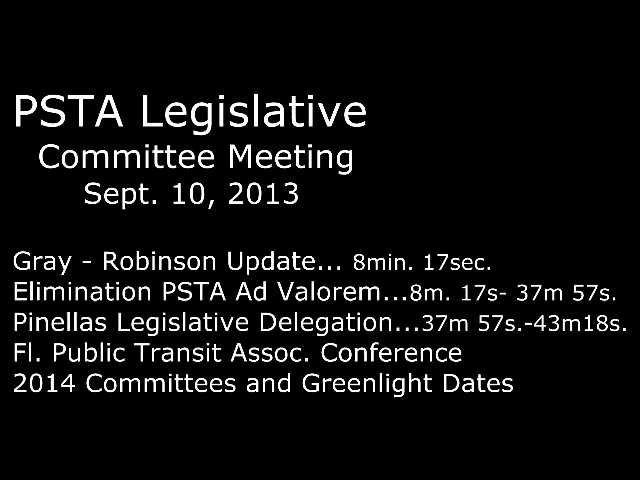 PSTA Legislative
Committee Meeting
Sept. 10, 2013
Gray - Robinson Update... 8min. 17sec.
Elimination PSTA Ad Valorem...8m. 17s- 37m 57s.
Pinellas Legislative Delegation...37m 57s.-43m18s.
Fl. Public Transit Assoc. Conference
2014 Committees and Greenlight Dates